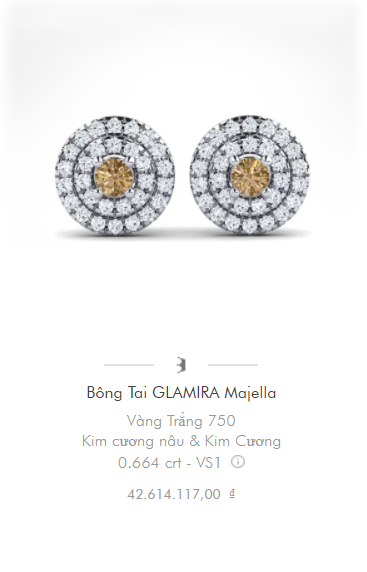 Bông Tai GLAMIRA Majella
Vàng Trắng 750
Kim cương nâu & Kim Cương
0.664 crt - VS1
42.614.117,00 ₫